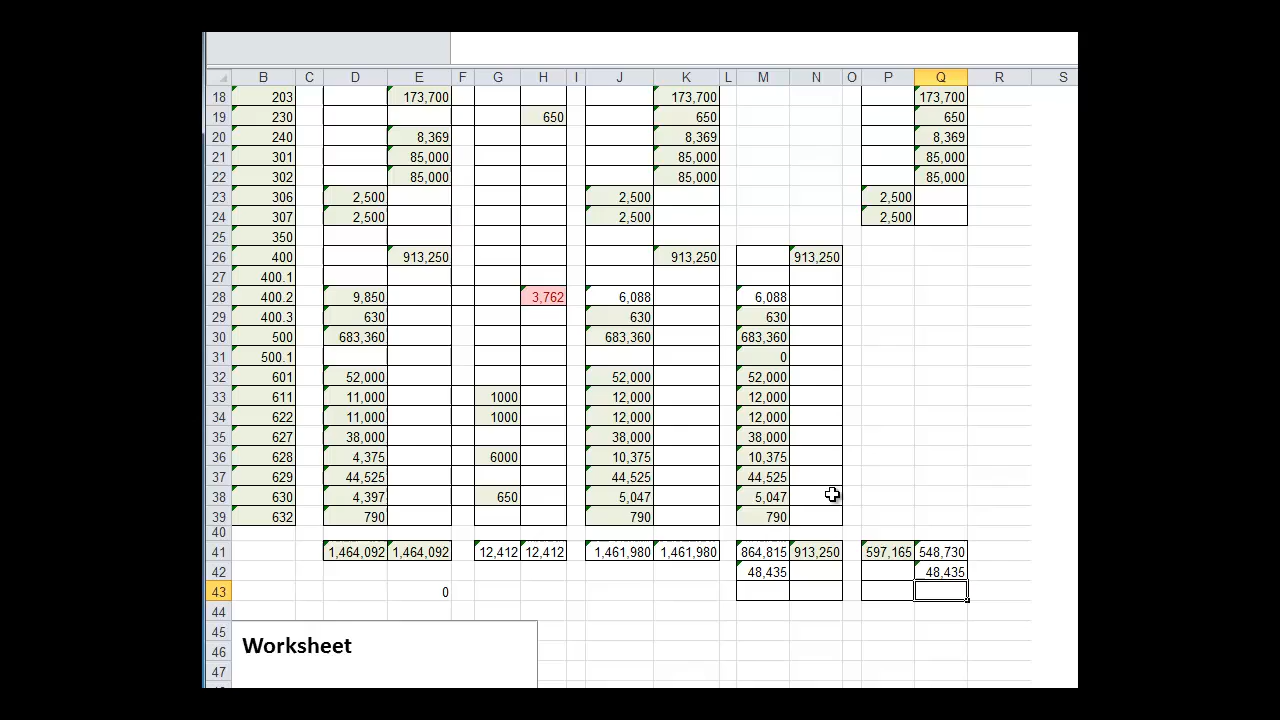 B C D E F G H I J K L M N O P Q R S
18 203 173,700 173,700 173,700
19 230 650 650 650
20 240 8,369 8,369 8,369
21 301 85,000 85,000 85,000
22 302 85,000 85,000 85,000
23 306 2,500 2,500 2,500
24 307 2,500 2,500 2,500
25 350
26 400 913,250 913,250 913,250
27 400.1
28 400.2 9,850 3,762 6,088 6,088
29 400.3 630 630 630
30 500 683,360 683,360 683,360
31 500.1 0
32 601 52,000 52,000 52,000
33 611 11,000 1000 12,000 12,000
34 622 11,000 1000 12,000 12,000
35 627 38,000 38,000 38,000
36 628 4,375 6000 10,375 10,375
37 629 44,525 44,525 44,525
38 630 4,397 650 5,047 5,047
39 632 790 790 790
40
41 1,464,092 1,464,092 12,412 12,412 1,461,980 1,461,980 864,815 913,250 597,165 548,730
42 48,435 48,435
43 0
44
45
Worksheet
46
47